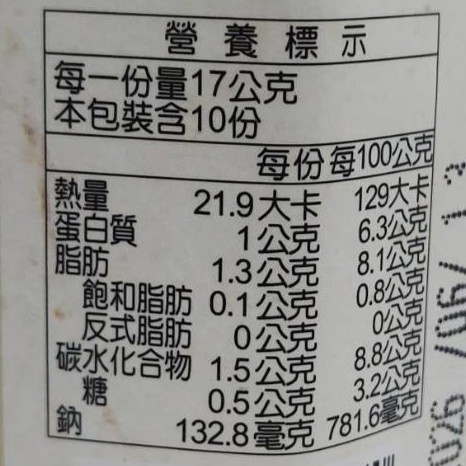 營養標示
每一份量17公克
本包裝含10份
每份 每100公克
熱量 21.9大卡 129大卡
蛋白質 1公克 6.3公克
脂肪 1.3公克 8.1公克
飽和脂肪 0.1公克 0.8公克
反式脂肪 0公克 0公克
碳水化合物 1.5公克 8.8公克
糖 0.5公克 3.2公克
鈉 132.8毫克 781.6毫克